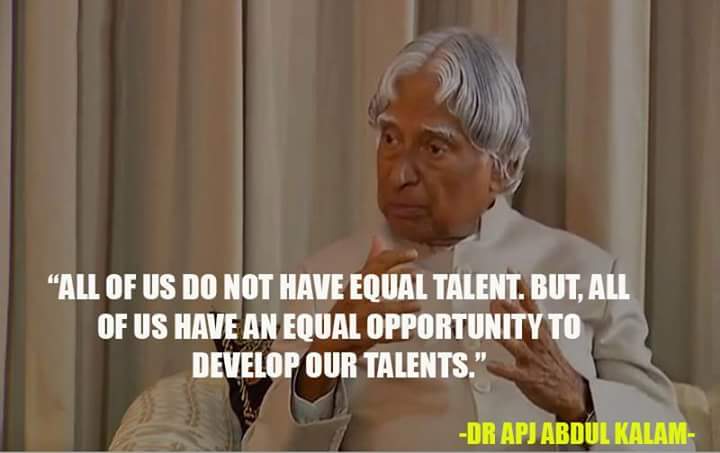 “ALL OF US DO NOT HAVE EQUAL TALENT. BUT, ALL
OF US HAVE AN EQUAL OPPORTUNITY TO
DEVELOP OUR TALENTS.”
-DR APJ ABDUL KALAM-